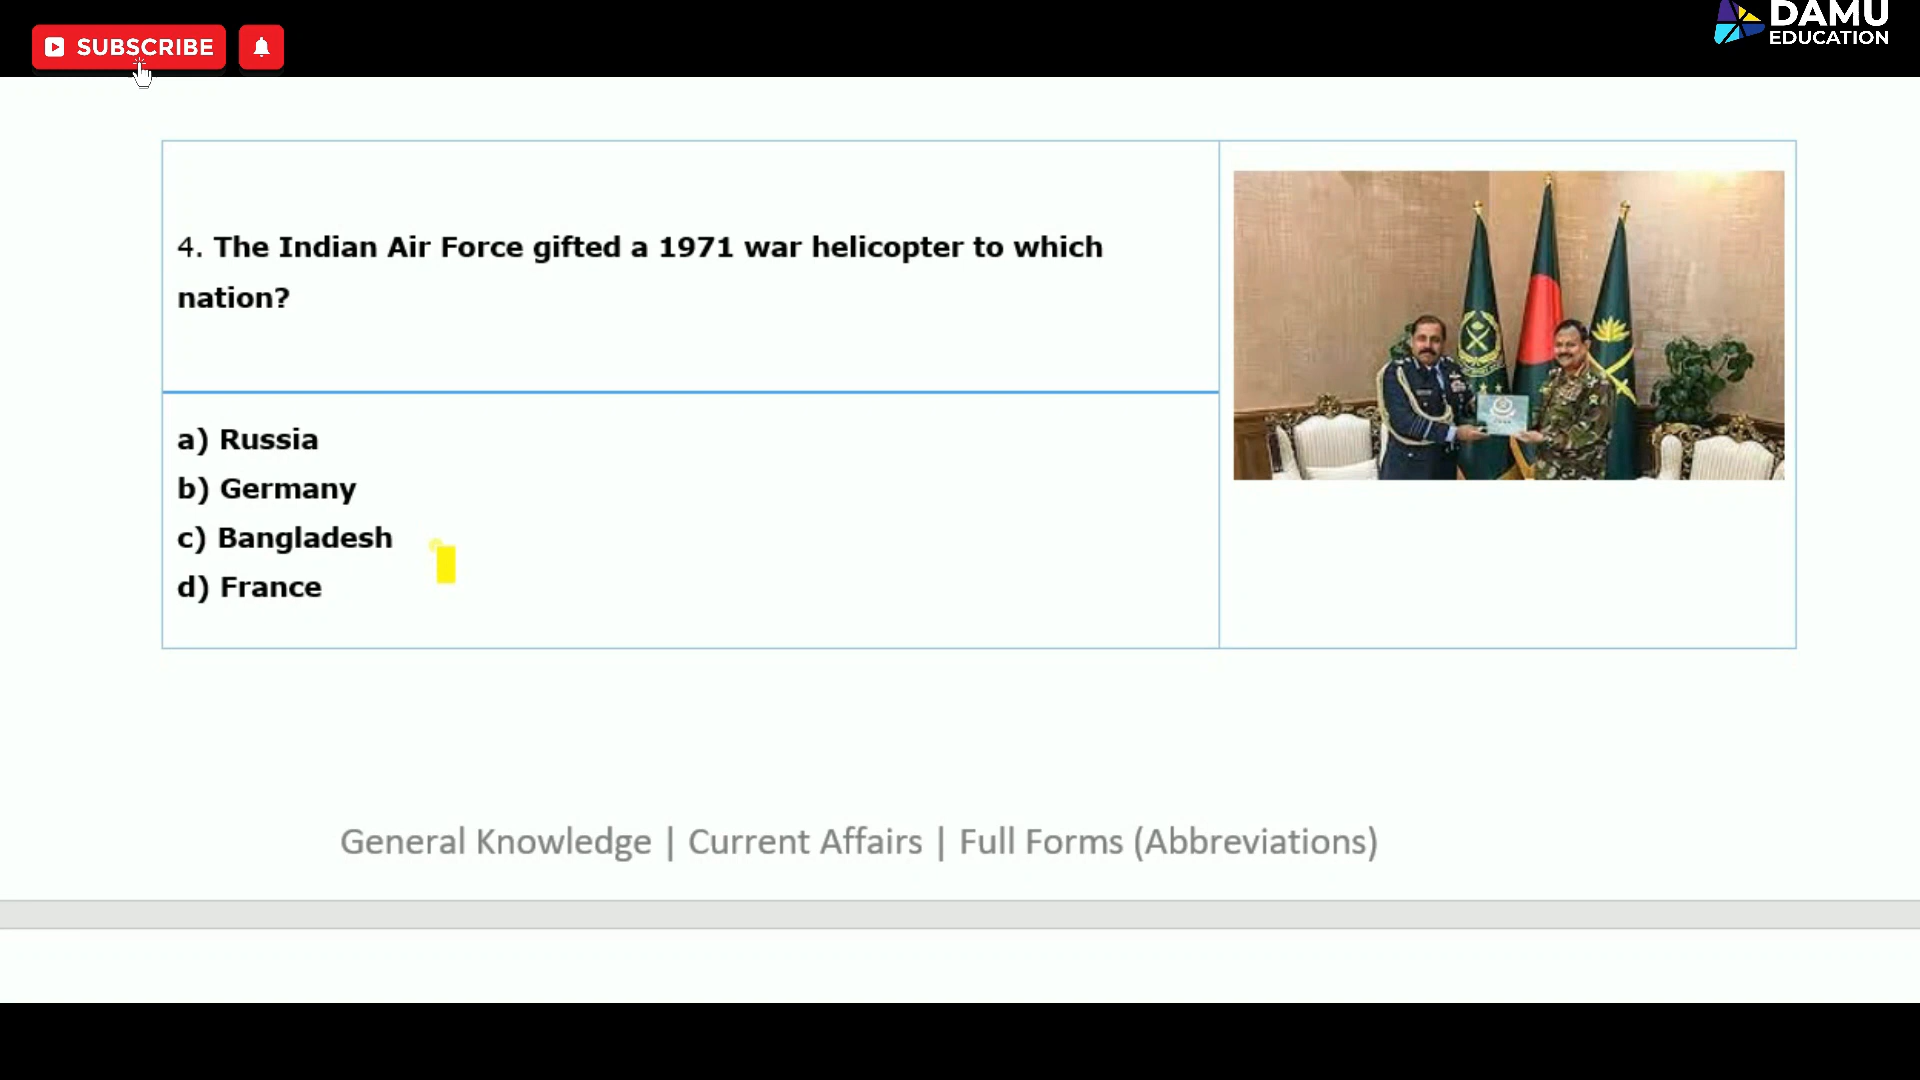 SUBSCRIBE
DAMU
EDUCATION
4. The Indian Air Force gifted a 1971 war helicopter to which
nation?
a) Russia
b) Germany
c) Bangladesh
d) France
General Knowledge | Current Affairs | Full Forms (Abbreviations)